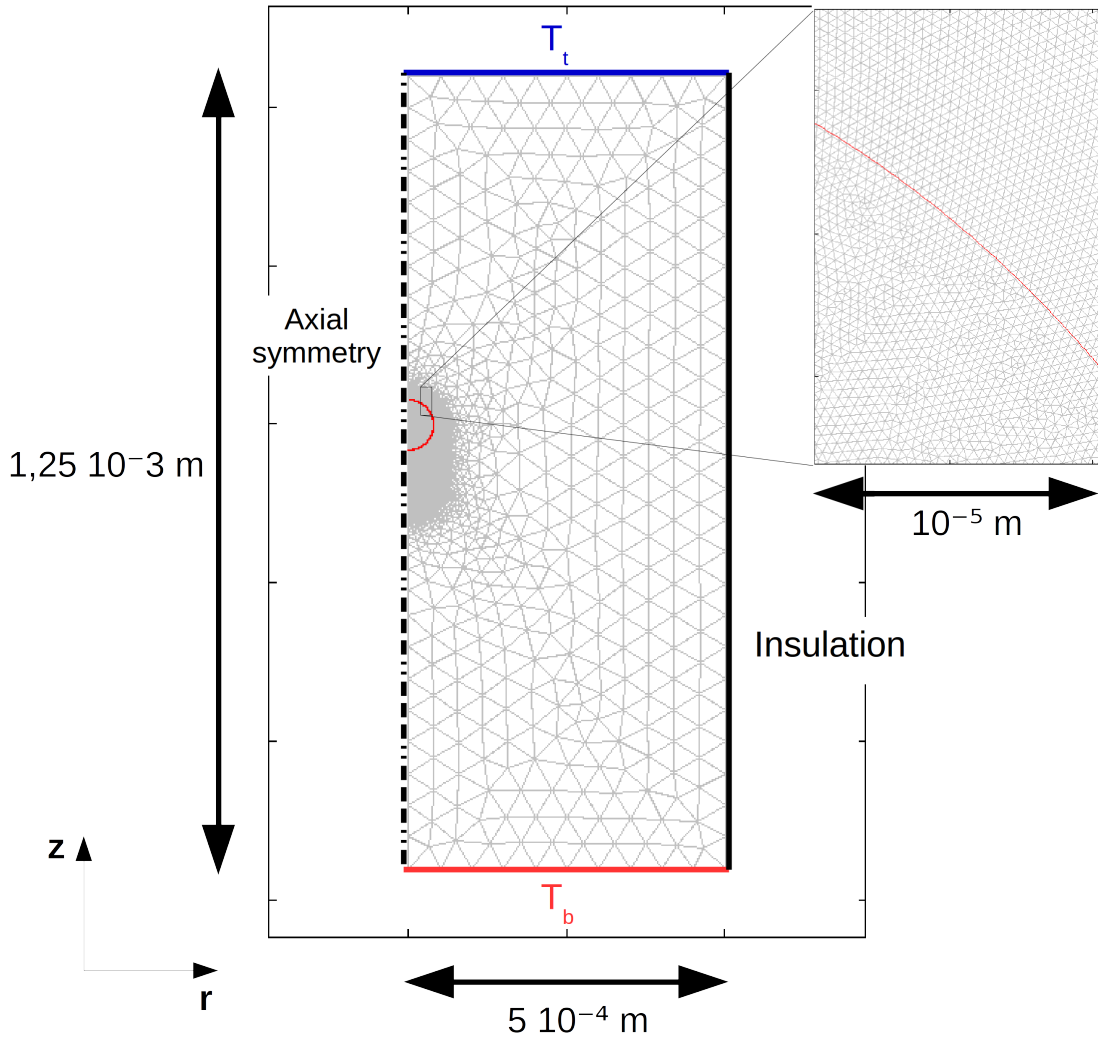 T_t
Axial
symmetry
1,25 10⁻3 m
10⁻⁵ m
Insulation
z
T_b
r
5 10⁻⁴ m